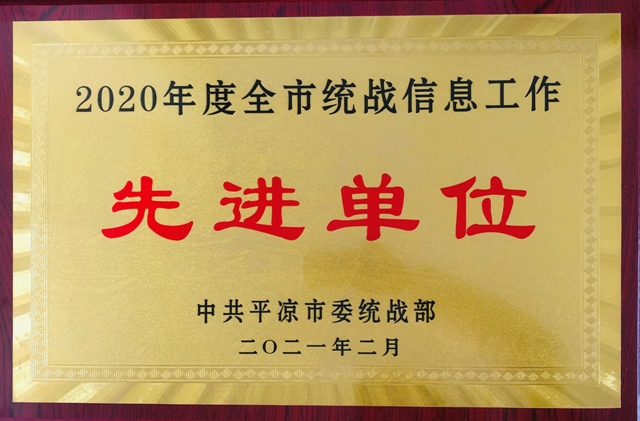 2020年度全市统战信息工作
先进单位
中共平凉市委统战部
二〇二一年二月